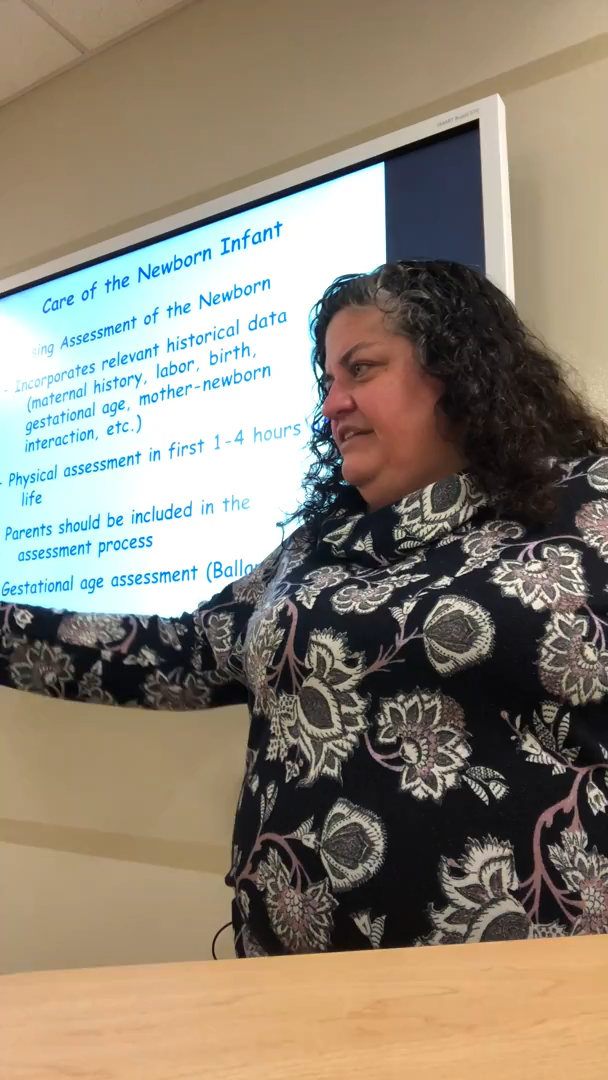 Care of the Newborn Infant
sing Assessment of the Newborn
- Incorporates relevant historical data
(maternal history, labor, birth,
gestational age, mother-newborn
interaction, etc.)
- Physical assessment in first 1-4 hours
life
Parents should be included in the
assessment process
Gestational age assessment (Balla